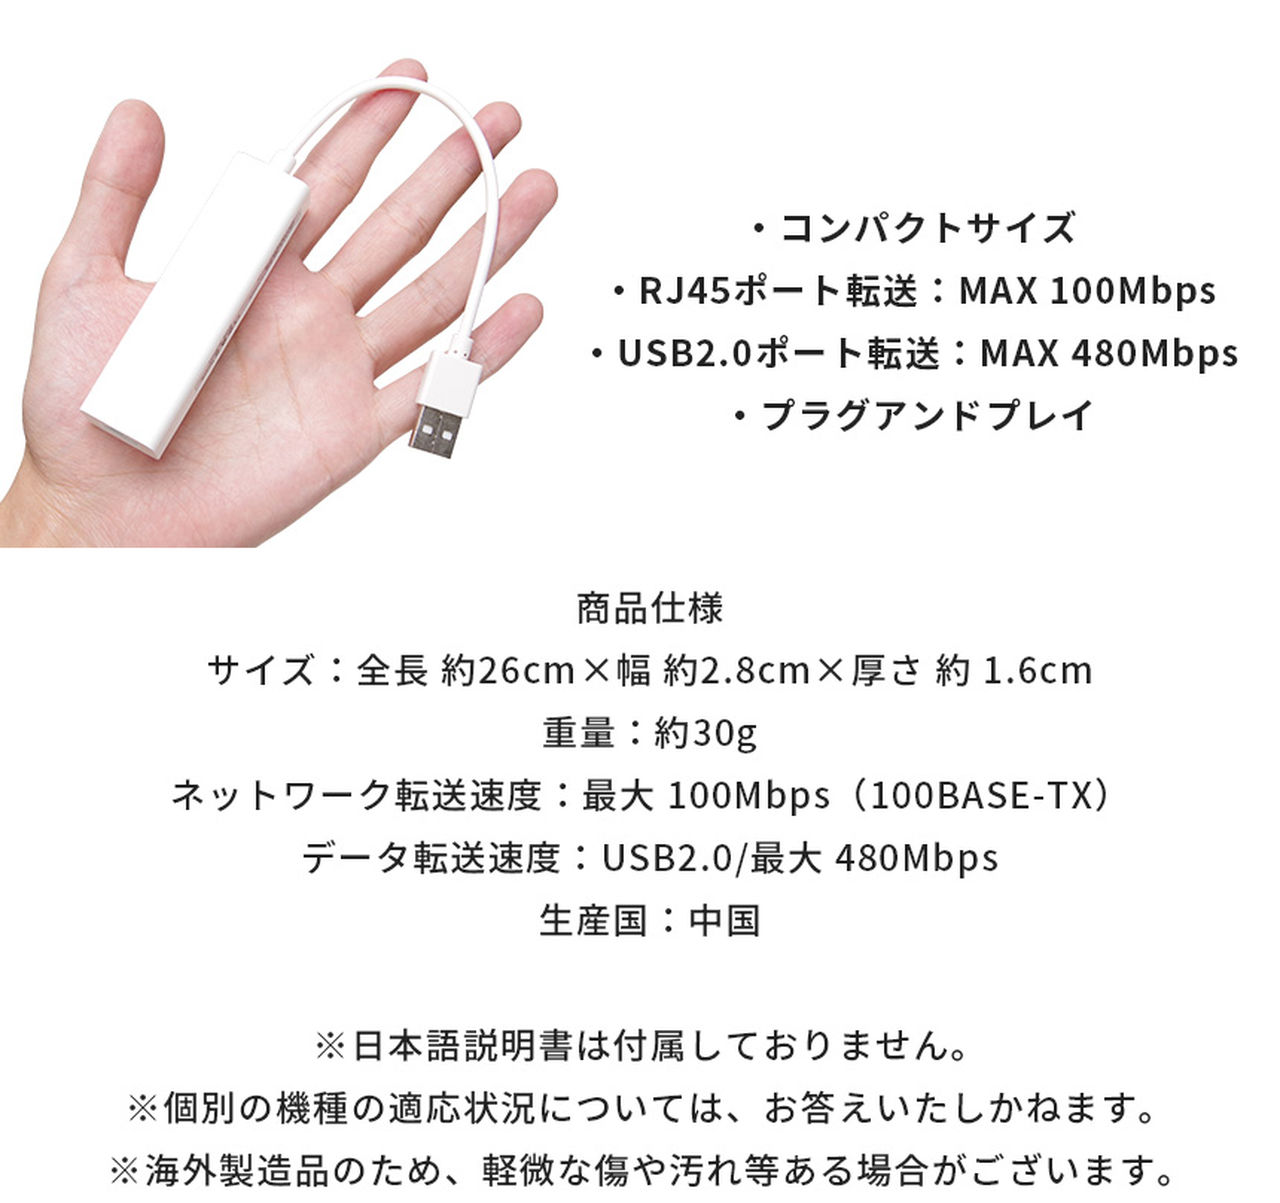 ・コンパクトサイズ
・RJ45ポート転送：MAX 100Mbps
・USB2.0ポート転送：MAX 480Mbps
・プラグアンドプレイ
商品仕様
サイズ：全長 約26cm×幅 約2.8cm×厚さ 約 1.6cm
重量：約30g
ネットワーク転送速度：最大 100Mbps（100BASE-TX）
データ転送速度：USB2.0/最大 480Mbps
生産国：中国
※日本語説明書は付属しておりません。
※個別の機種の適応状況については、お答えいたしかねます。
※海外製造品のため、軽微な傷や汚れ等ある場合がございます。